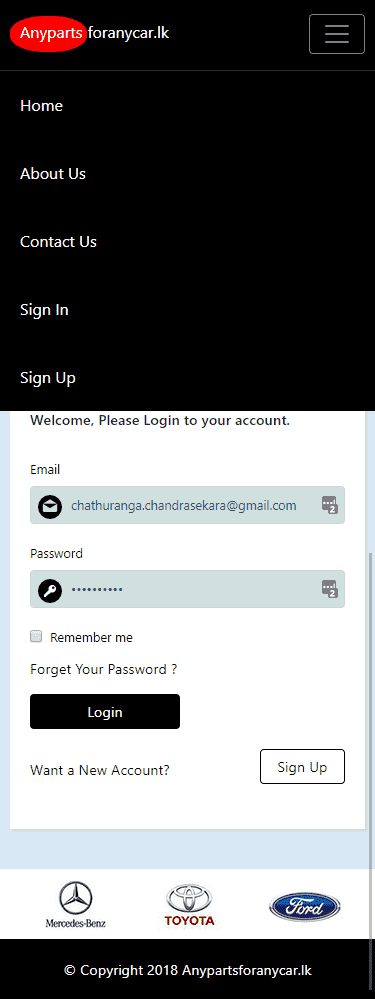 Anyparts foranycar.lk
Home
About Us
Contact Us
Sign In
Sign Up
Welcome, Please Login to your account.
Email
chathuranga.chandrasekara@gmail.com
2
Password
••••••••••
2
Remember me
Forget Your Password ?
Login
Want a New Account?
Sign Up
Mercedes-Benz
TOYOTA
Ford
© Copyright 2018 Anypartsforanycar.lk